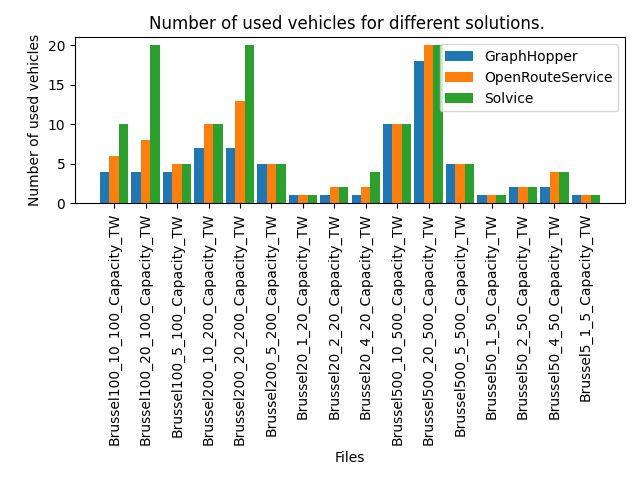 Number of used vehicles for different solutions.
Number of used vehicles
20
15
10
5
0
GraphHopper
OpenRouteService
Solvice
Brussel100_10_100_Capacity_TW
Brussel100_20_100_Capacity_TW
Brussel100_5_100_Capacity_TW
Brussel200_10_200_Capacity_TW
Brussel200_20_200_Capacity_TW
Brussel200_5_200_Capacity_TW
Brussel20_1_20_Capacity_TW
Brussel20_2_20_Capacity_TW
Brussel20_4_20_Capacity_TW
Brussel500_10_500_Capacity_TW
Brussel500_20_500_Capacity_TW
Brussel500_5_500_Capacity_TW
Brussel50_1_50_Capacity_TW
Brussel50_2_50_Capacity_TW
Brussel50_4_50_Capacity_TW
Brussel5_1_5_Capacity_TW
Files